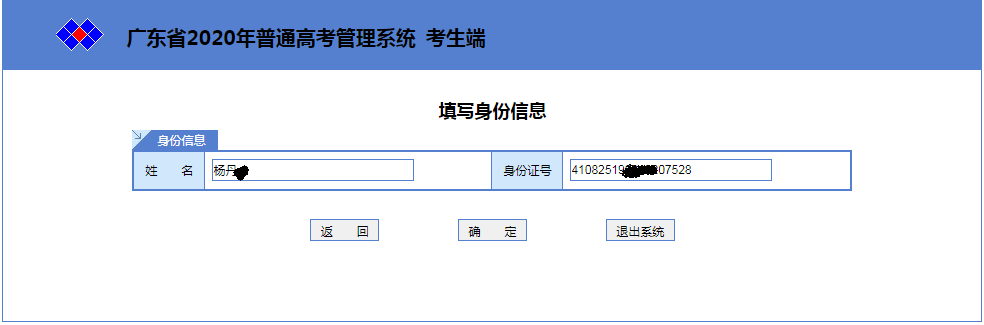 广东省2020年普通高考管理系统 考生端
填写身份信息
身份信息
姓 名 杨丹 身份证号 41082519 07528
返 回 确 定 退出系统